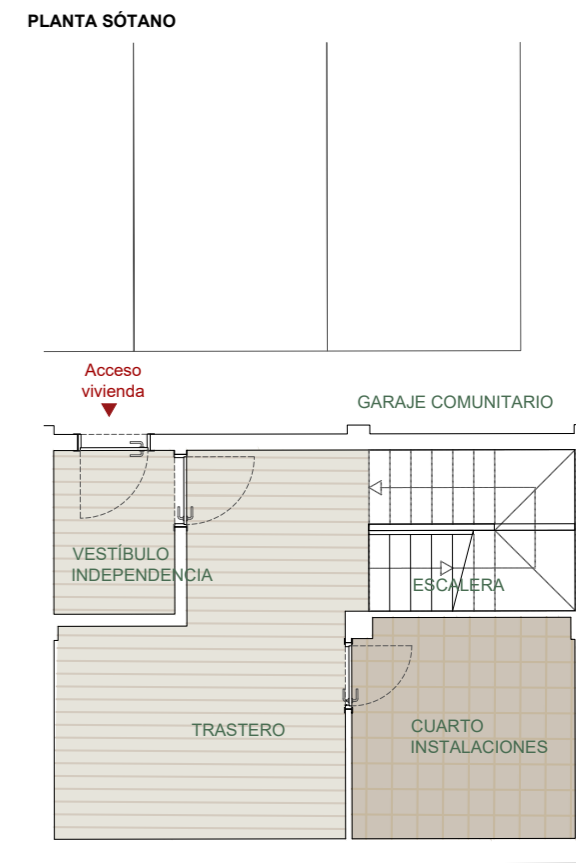 PLANTA SÓTANO
Acceso
vivienda
GARAJE COMUNITARIO
VESTÍBULO
INDEPENDENCIA
ESCALERA
TRASTERO
CUARTO
INSTALACIONES